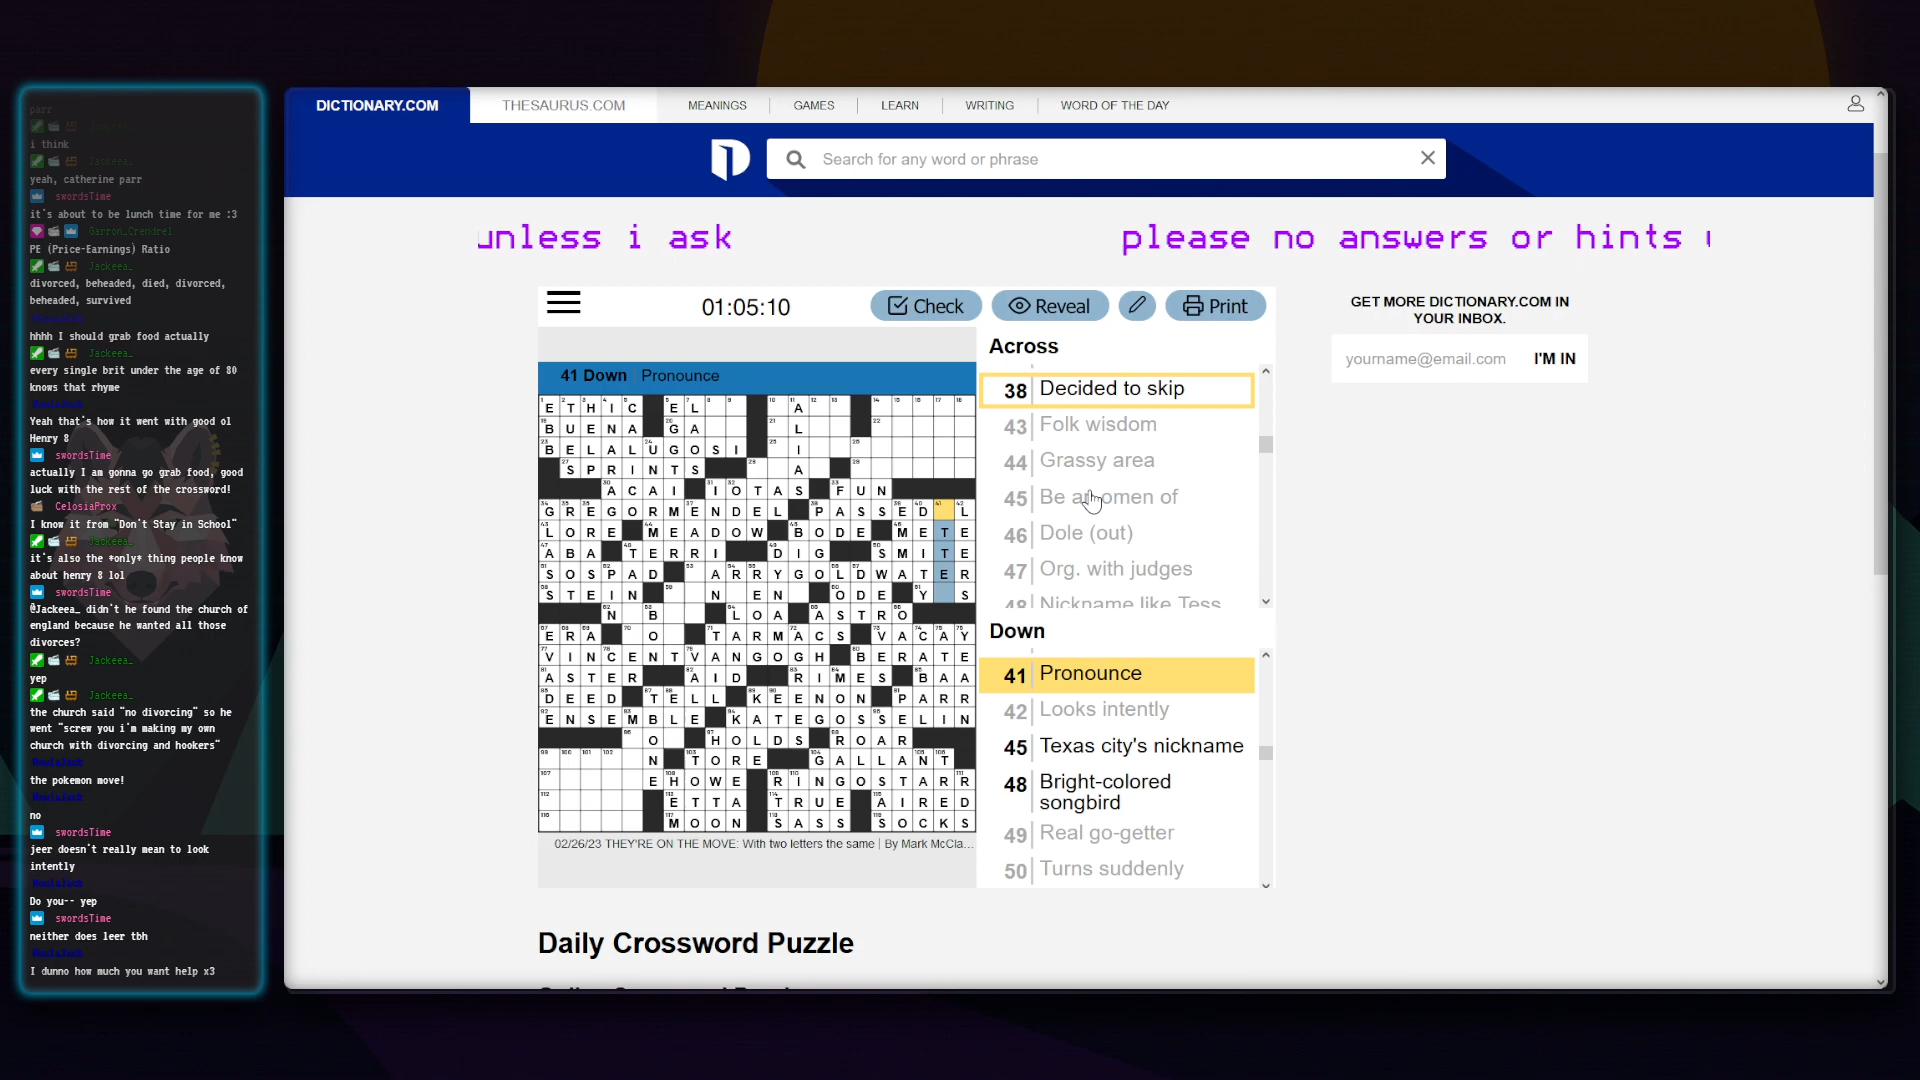 parr
i think
Jackeea_
yeah, catherine parr
swordsTime
it's about to be lunch time for me :3
Garron_Crendrel
PE (Price-Earnings) Ratio
Jackeea_
divorced, beheaded, died, divorced,
beheaded, survived
hhhh I should grab food actually
Jackeea_
every single brit under the age of 80
knows that rhyme
Yeah that's how it went with good ol
Henry 8
swordsTime
actually I am gonna go grab food, good
luck with the rest of the crossword!
CelosiaProx
I know it from "Don't Stay in School"
Jackeea_
it's also the *only* thing people know
about henry 8 lol
swordsTime
@Jackeea_ didn't he found the church of
england because he wanted all those
divorces?
Jackeea_
yep
Jackeea_
the church said "no divorcing" so he
went "screw you i'm making my own
church with divorcing and hookers"
the pokemon move!
no
swordsTime
jeer doesn't really mean to look
intently
Do you-- yep
swordsTime
neither does leer tbh
I dunno how much you want help x3
DICTIONARY.COM
THESAURUS.COM
MEANINGS
GAMES
LEARN
WRITING
WORD OF THE DAY
Search for any word or phrase
unless i ask
please no answers or hints
01:05:10
Check
Reveal
Print
41 Down
Pronounce
E T H I C E L A
B U E N A G A L
B E L A L U G O S I I
S P R I N T S A
A C A I I O T A S F U N
G R E G O R M E N D E L P A S S E D L
L O R E M E A D O W B O D E M E T E
A B A T E R R I D I G S M I T E
S O S P A D A R R Y G O L D W A T E R
S T E I N N E N O D E Y S
N B L O A A S T R O
E R A O T A R M A C S V A C A Y
V I N C E N T V A N G O G H B E R A T E
A S T E R A I D R I M E S B A A
D E E D T E L L K E E N O N P A R R
E N S E M B L E K A T E G O S S E L I N
O H O L D S R O A R
N T O R E G A L L A N T
E H O W E R I N G O S T A R R
E T T A T R U E A I R E D
M O O N S A S S S O C K S
02/26/23 THEY'RE ON THE MOVE: With two letters the same | By Mark McCla...
Across
38 Decided to skip
43 Folk wisdom
44 Grassy area
45 Be an omen of
46 Dole (out)
47 Org. with judges
48 Nickname like Tess
Down
41 Pronounce
42 Looks intently
45 Texas city's nickname
48 Bright-colored
songbird
49 Real go-getter
50 Turns suddenly
GET MORE DICTIONARY.COM IN
YOUR INBOX.
yourname@email.com
I'M IN
Daily Crossword Puzzle